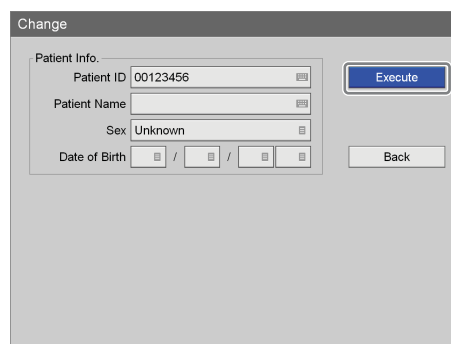 Change
Patient Info.
Patient ID 00123456
Execute
Patient Name
Sex Unknown
Date of Birth / /
Back